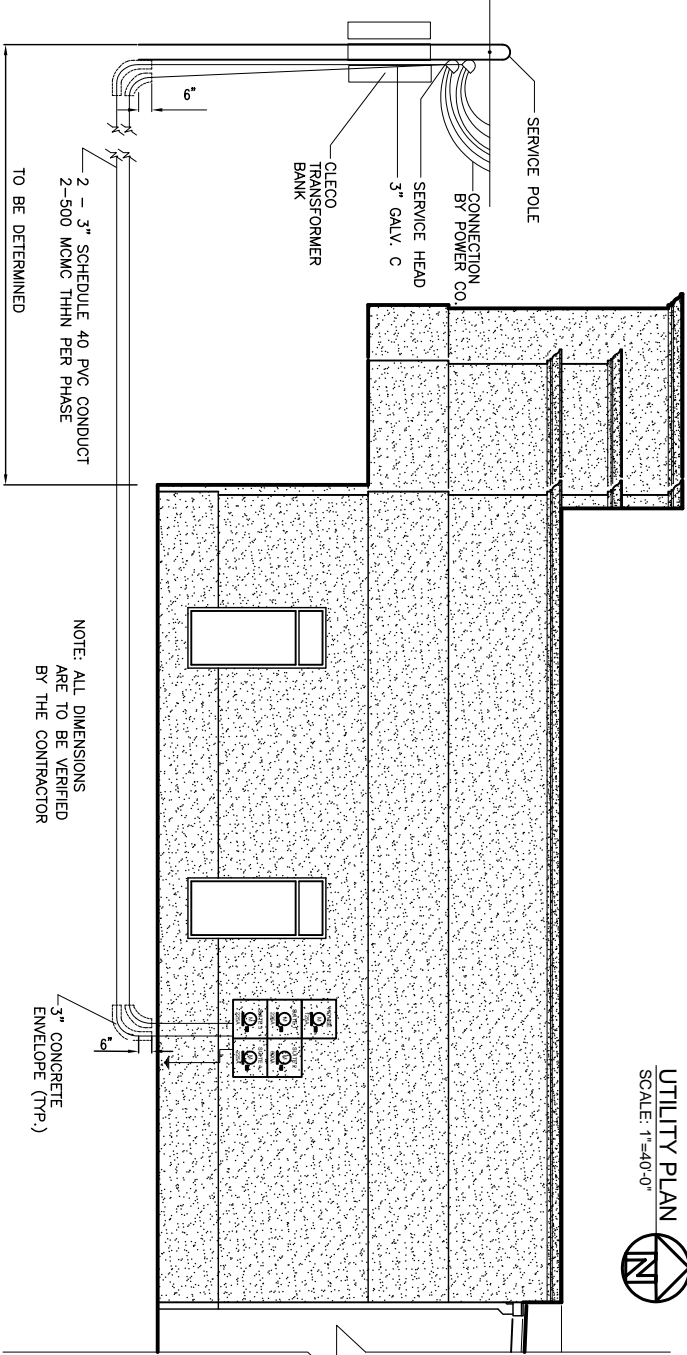 UTILITY PLAN
SCALE: 1"=40'-0"
N
SERVICE POLE
CONNECTION
BY POWER CO.
SERVICE HEAD
3" GALV. C
CLECO
TRANSFORMER
BANK
6"
2 - 3" SCHEDULE 40 PVC CONDUCT
2-500 MCMC THHN PER PHASE
TO BE DETERMINED
NOTE: ALL DIMENSIONS
ARE TO BE VERIFIED
BY THE CONTRACTOR
3" CONCRETE
ENVELOPE (TYP.)
6"